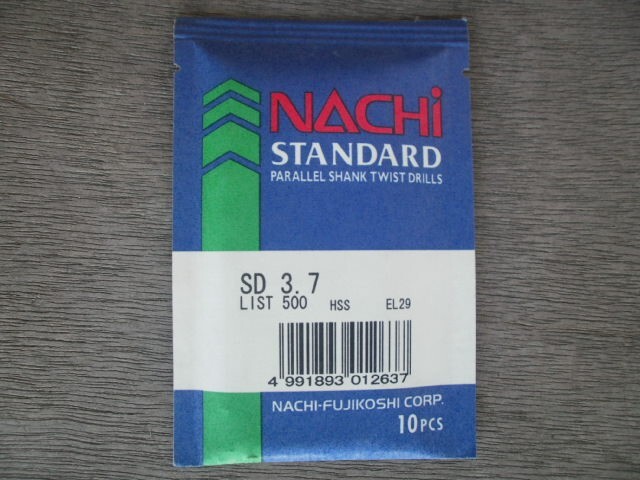 NACHi
STANDARD
PARALLEL SHANK TWIST DRILLS
SD 3.7
LIST 500 HSS EL29
4 991893 012637
NACHI-FUJIKOSHI CORP.
10PCS